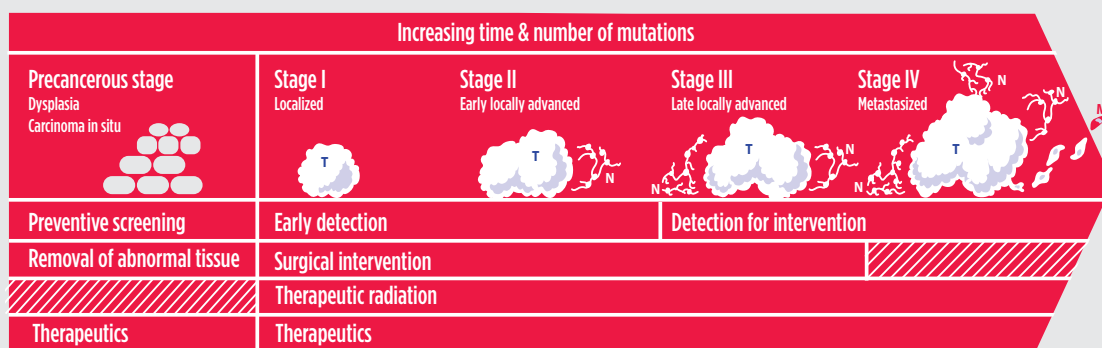 Increasing time & number of mutations
Precancerous stage
Dysplasia
Carcinoma in situ
Stage I
Localized
T
Stage II
Early locally advanced
T
N
Stage III
Late locally advanced
T
N
N
Stage IV
Metastasized
T
N
N
N
M
Preventive screening
Early detection
Detection for intervention
Removal of abnormal tissue
Surgical intervention
Therapeutic radiation
Therapeutics
Therapeutics